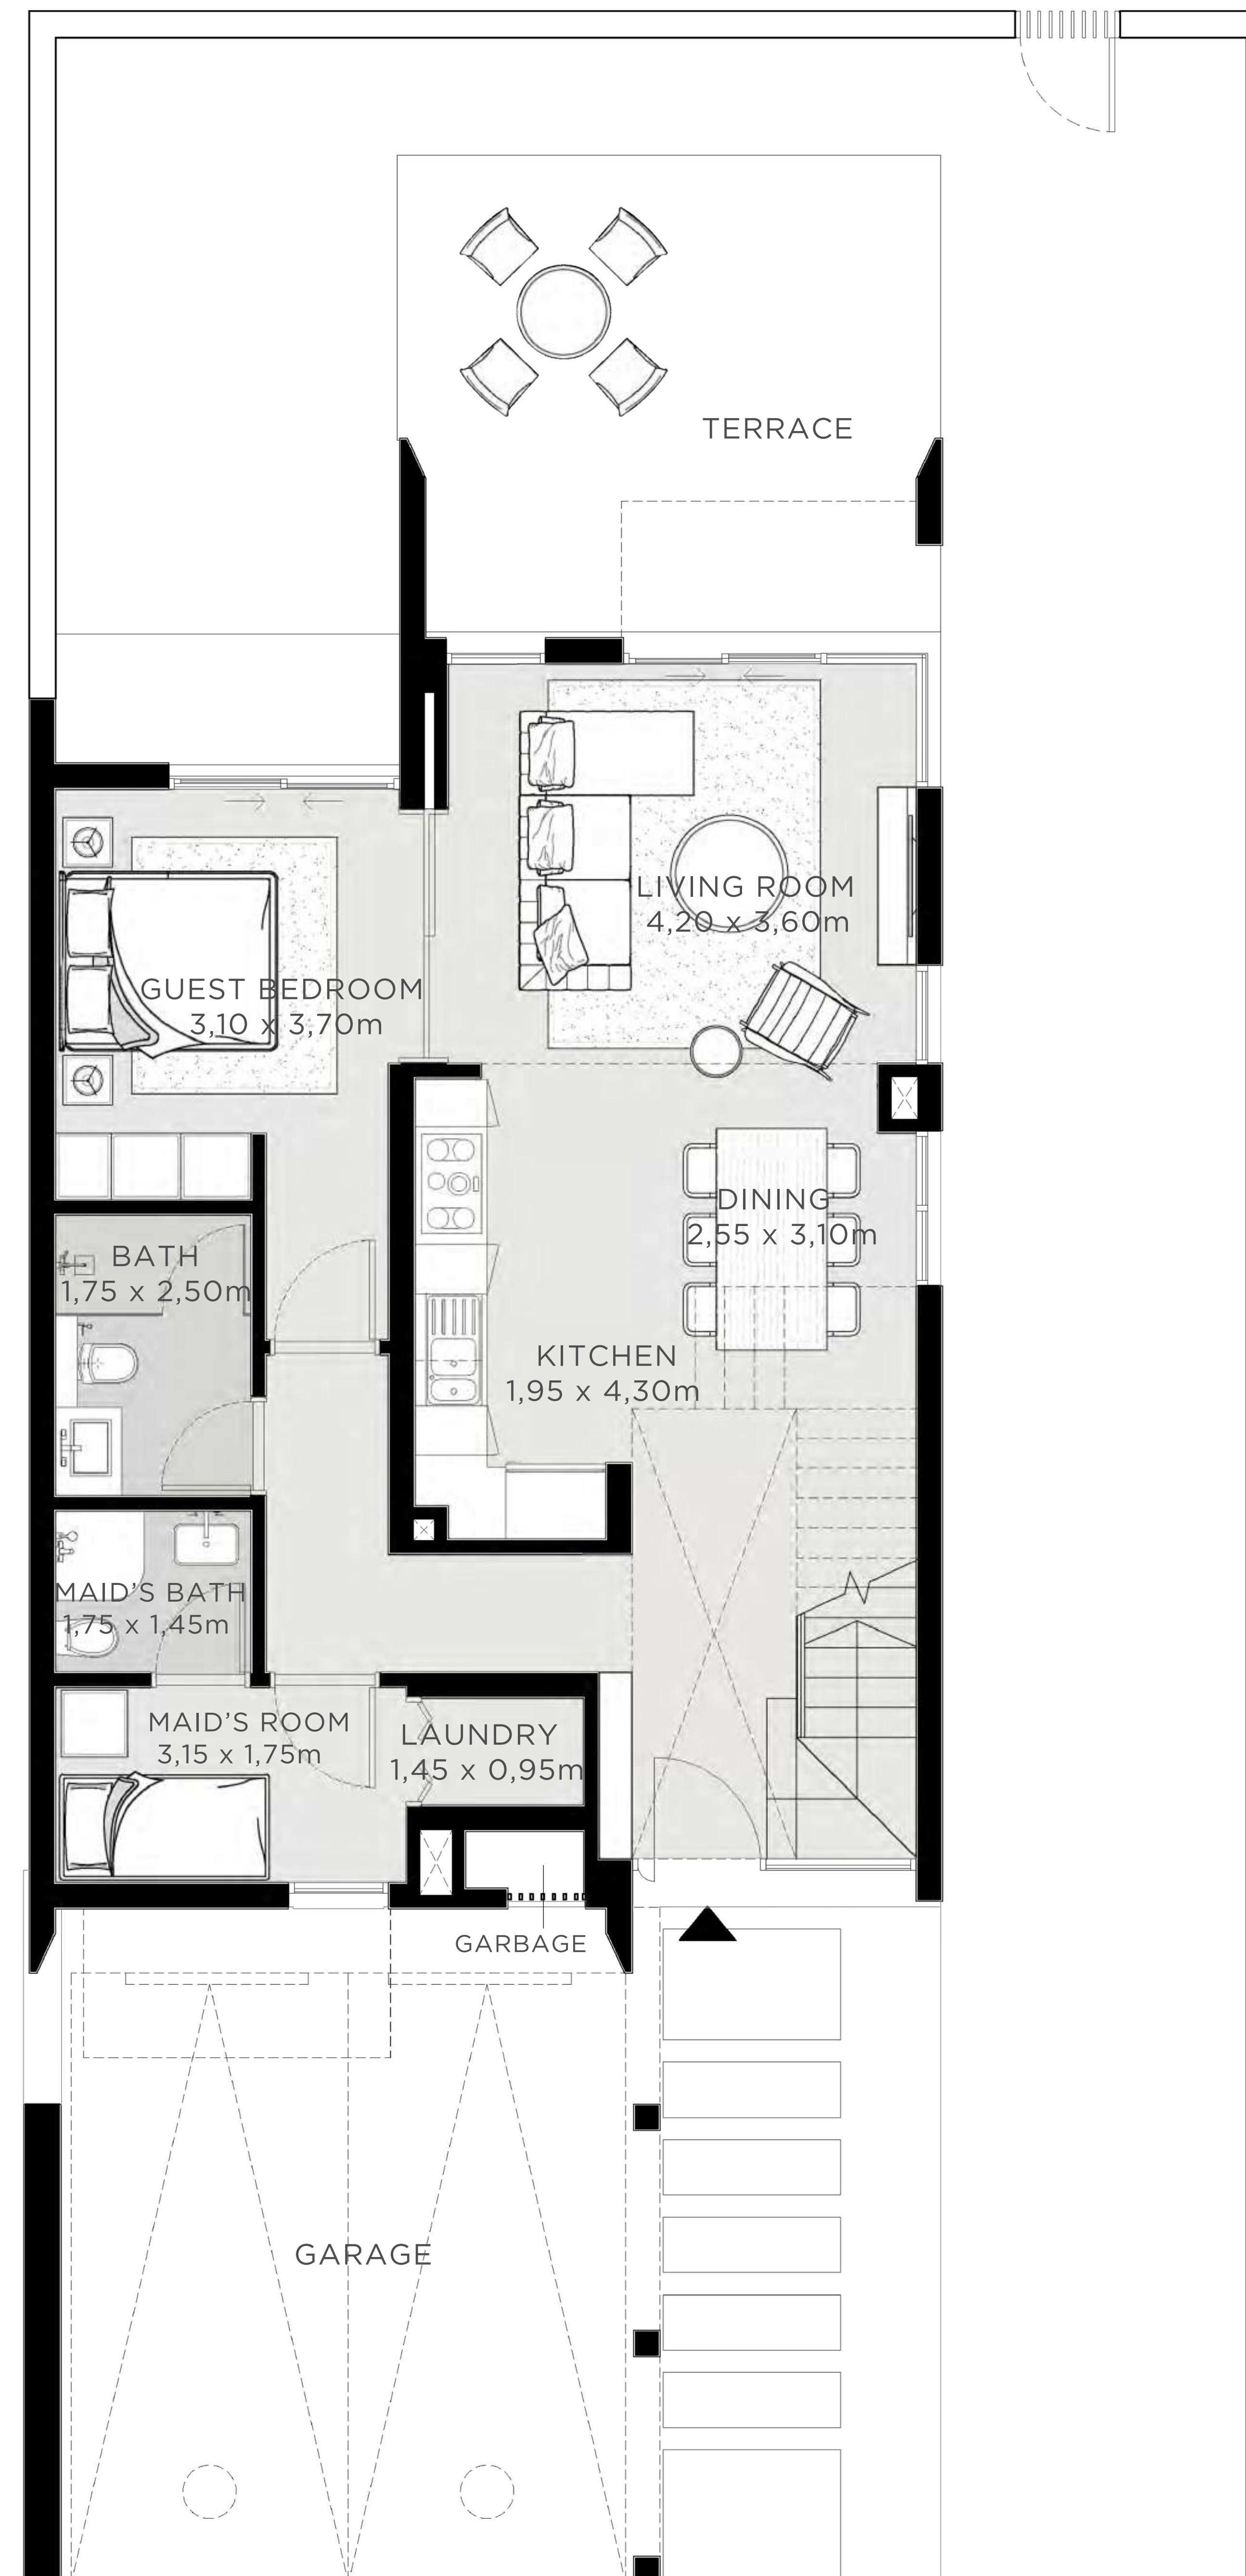 TERRACE
LIVING ROOM
4,20 x 3,60m
GUEST BEDROOM
3,10 x 3,70m
DINING
2,55 x 3,10m
BATH
1,75 x 2,50m
KITCHEN
1,95 x 4,30m
MAID'S BATH
1,75 x 1,45m
MAID'S ROOM
3,15 x 1,75m
LAUNDRY
1,45 x 0,95m
GARBAGE
GARAGE